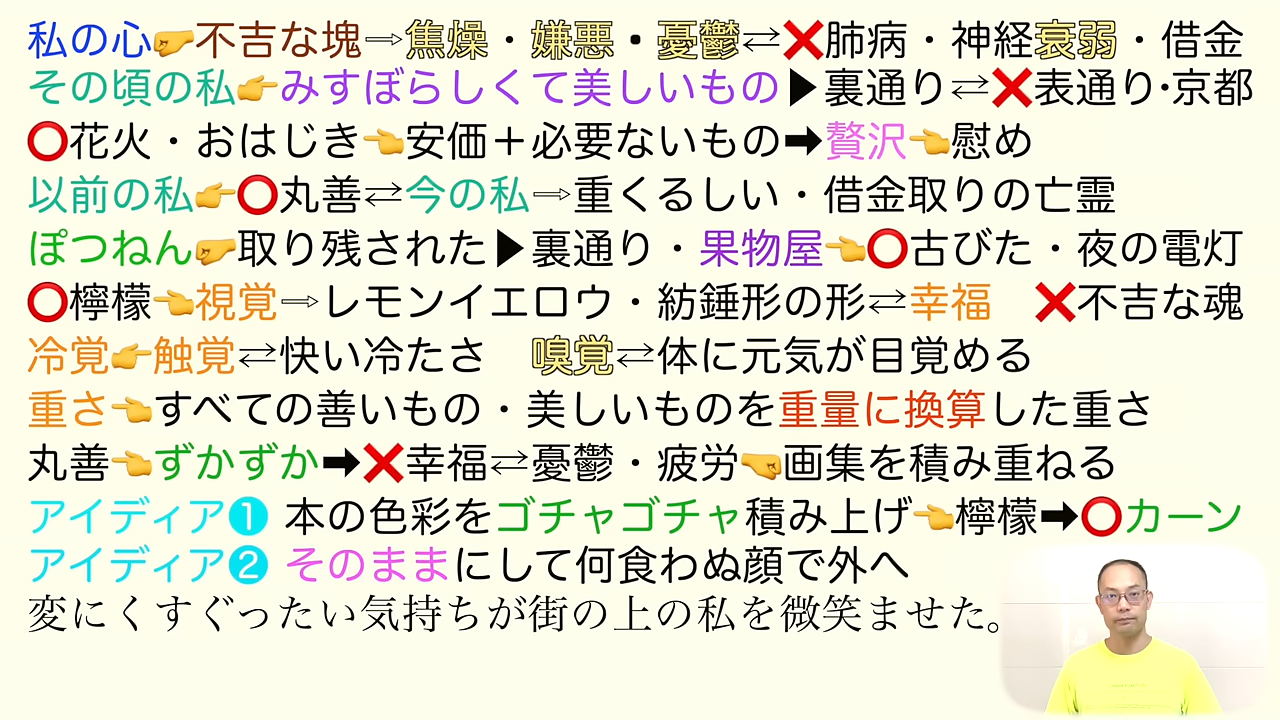 私の心👉不吉な塊⇨焦燥・嫌悪・憂鬱⇄❌肺病・神経衰弱・借金
その頃の私👉みすぼらしくて美しいもの▶裏通り⇄❌表通り・京都
⭕花火・おはじき👈安価＋必要ないもの➡贅沢👈慰め
以前の私👉⭕丸善⇄今の私⇨重くるしい・借金取りの亡霊
ぽつねん👉取り残された▶裏通り・果物屋👈⭕古びた・夜の電灯
⭕檸檬👈視覚⇨レモンイエロウ・紡錘形の形⇄幸福　❌不吉な魂
冷覚👉触覚⇄快い冷たさ　嗅覚⇄体に元気が目覚める
重さ👈すべての善いもの・美しいものを重量に換算した重さ
丸善👈ずかずか➡❌幸福⇄憂鬱・疲労🤜画集を積み重ねる
アイディア❶ 本の色彩をゴチャゴチャ積み上げ👈檸檬➡⭕カーン
アイディア❷ そのままにして何食わぬ顔で外へ
変にくすぐったい気持ちが街の上の私を微笑ませた。